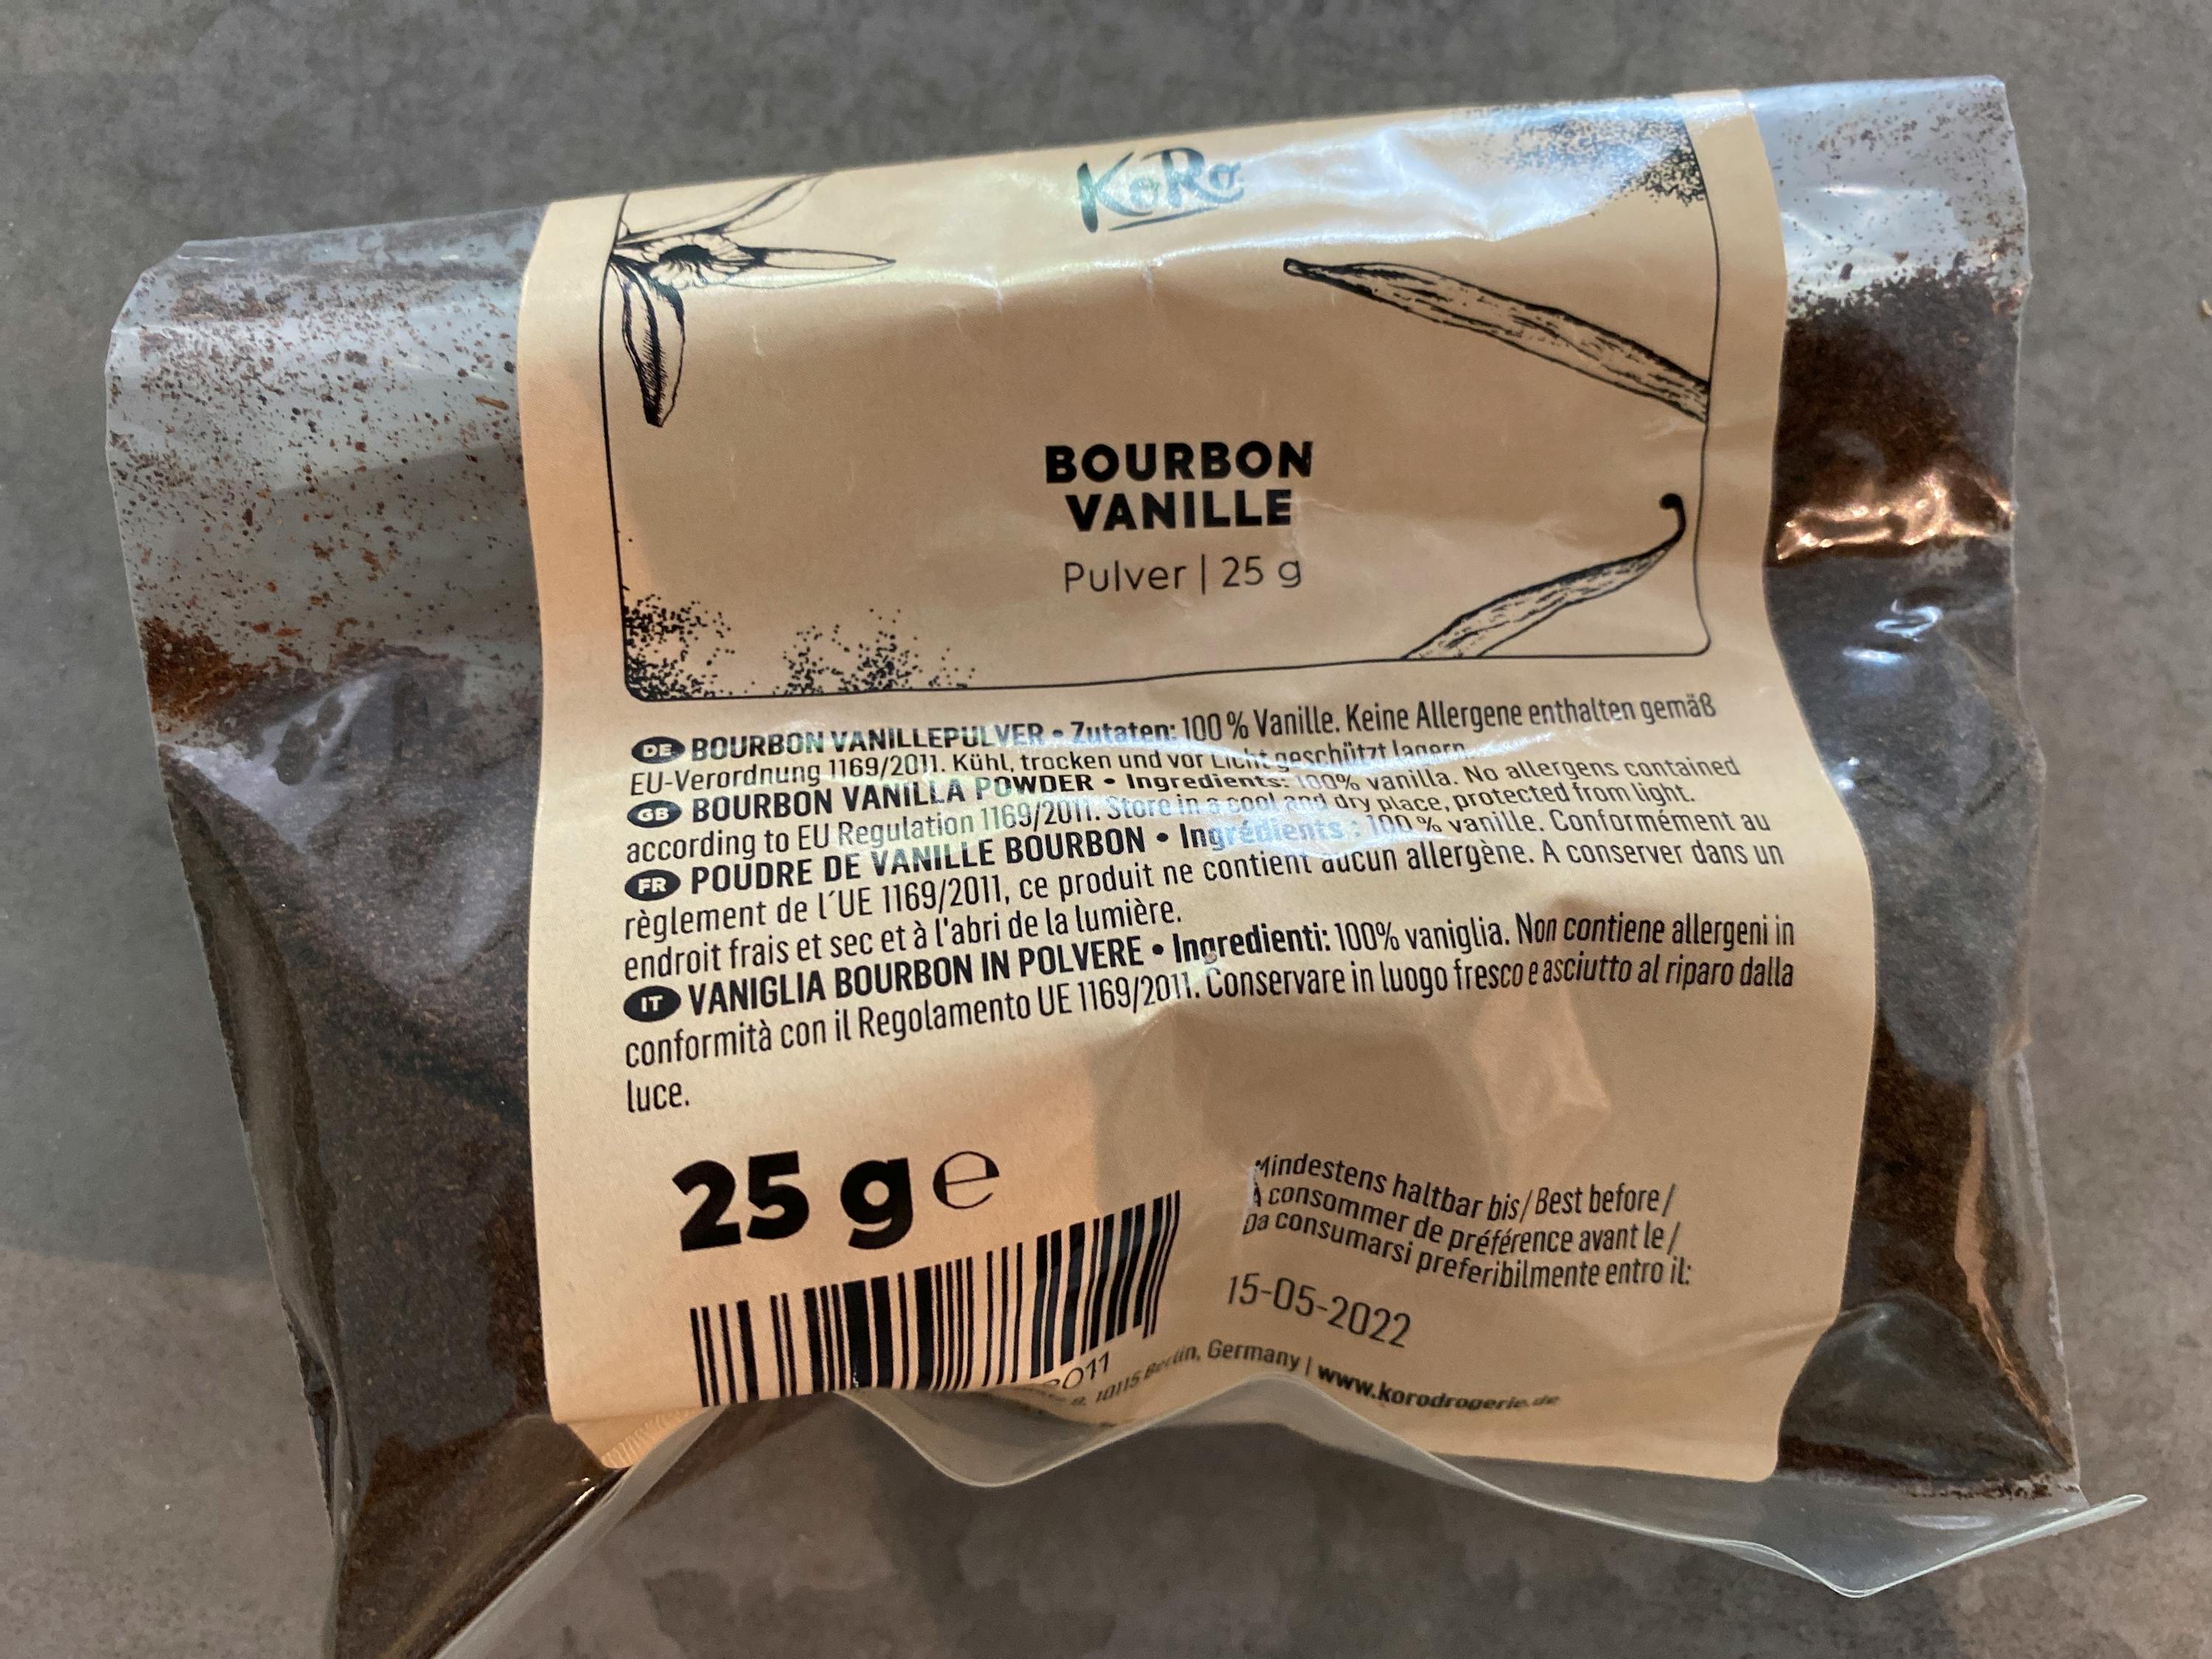 KoRo
BOURBON
VANILLE
Pulver | 25 g
DE BOURBON VANILLEPULVER • Zutaten: 100 % Vanille. Keine Allergene enthalten gemäß
EU-Verordnung 1169/2011. Kühl, trocken und vor Licht geschützt lagern.
GB BOURBON VANILLA POWDER • Ingredients: 100% vanilla. No allergens contained
according to EU Regulation 1169/2011. Store in a cool and dry place, protected from light.
FR POUDRE DE VANILLE BOURBON • Ingrédients : 100 % vanille. Conformément au
règlement de l´UE 1169/2011, ce produit ne contient aucun allergène. A conserver dans un
endroit frais et sec et à l'abri de la lumière.
IT VANIGLIA BOURBON IN POLVERE • Ingredienti: 100% vaniglia. Non contiene allergeni in
conformità con il Regolamento UE 1169/2011. Conservare in luogo fresco e asciutto al riparo dalla
luce.
25 g e
Mindestens haltbar bis/ Best before /
À consommer de préférence avant le /
Da consumarsi preferibilmente entro il:
15-05-2022
011
10115 Berlin, Germany | www.korodrogerie.de